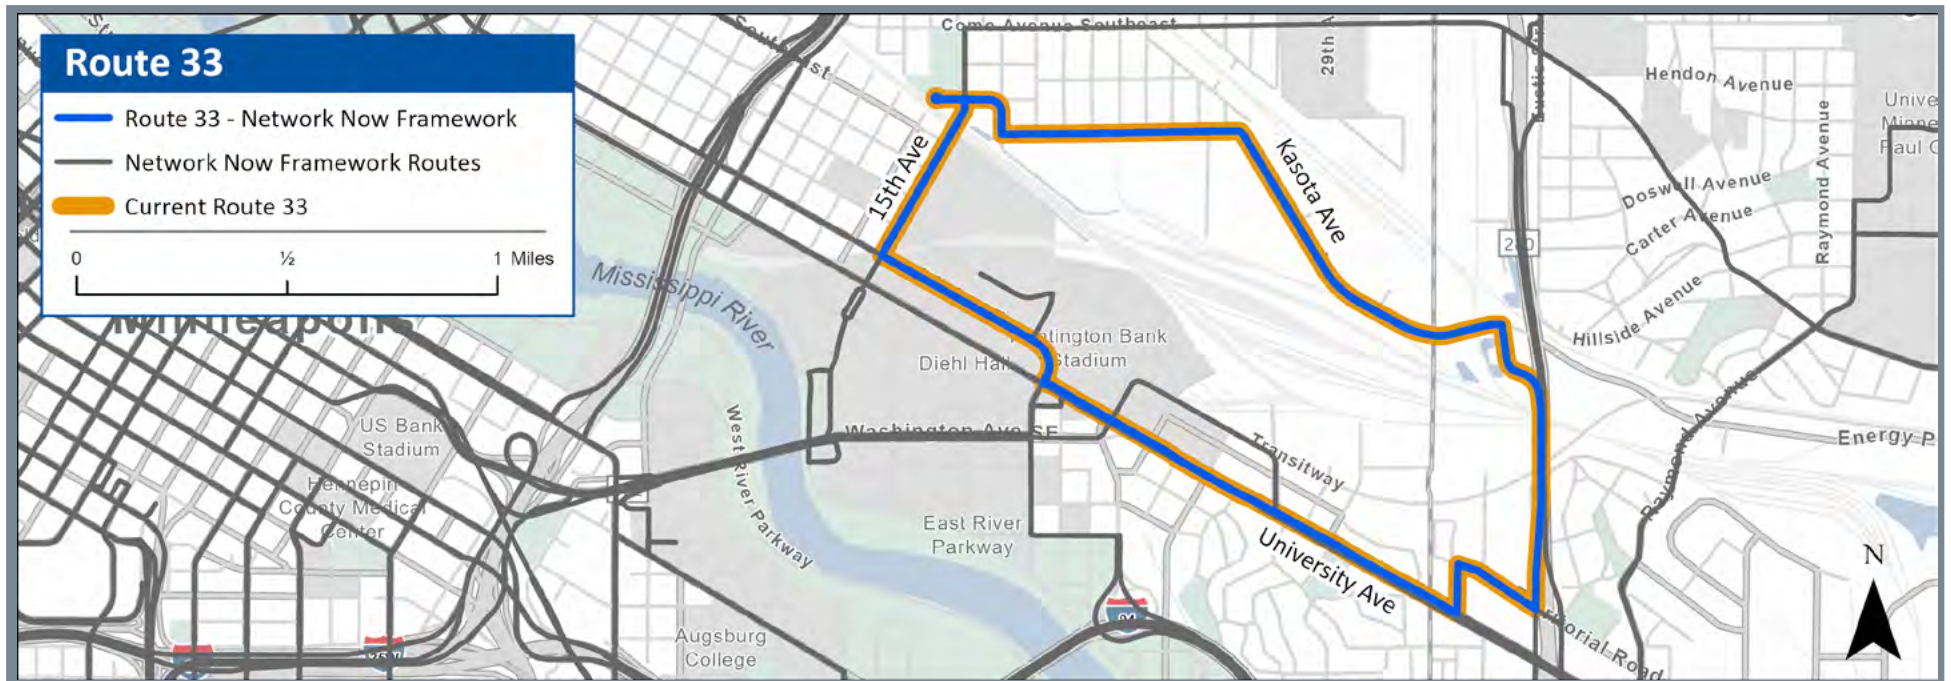 Route 33
Route 33 - Network Now Framework
Network Now Framework Routes
Current Route 33
0
½
1 Miles
Como Avenue Southeast
Southeast
29th A
Hendon Avenue
Doswell Avenue
Carter Avenue
Raymond Avenue
Hillside Avenue
15th Ave
Kasota Ave
280
Mississippi River
Minneapolis
Huntington Bank
Stadium
Diehl Hall
US Bank
Stadium
Hennepin
County Medical
Center
West River Parkway
Washington Ave SE
Transitway
Raymond Avenue
Energy P
East River
Parkway
University Ave
Augsburg
College
94
N